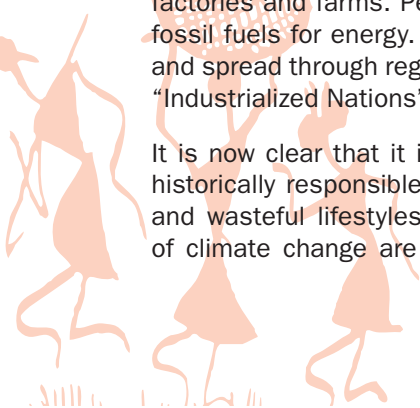 factories and farms. Pe
fossil fuels for energy.
and spread through reg
“Industrialized Nations”
It is now clear that it i
historically responsible
and wasteful lifestyles
of climate change are